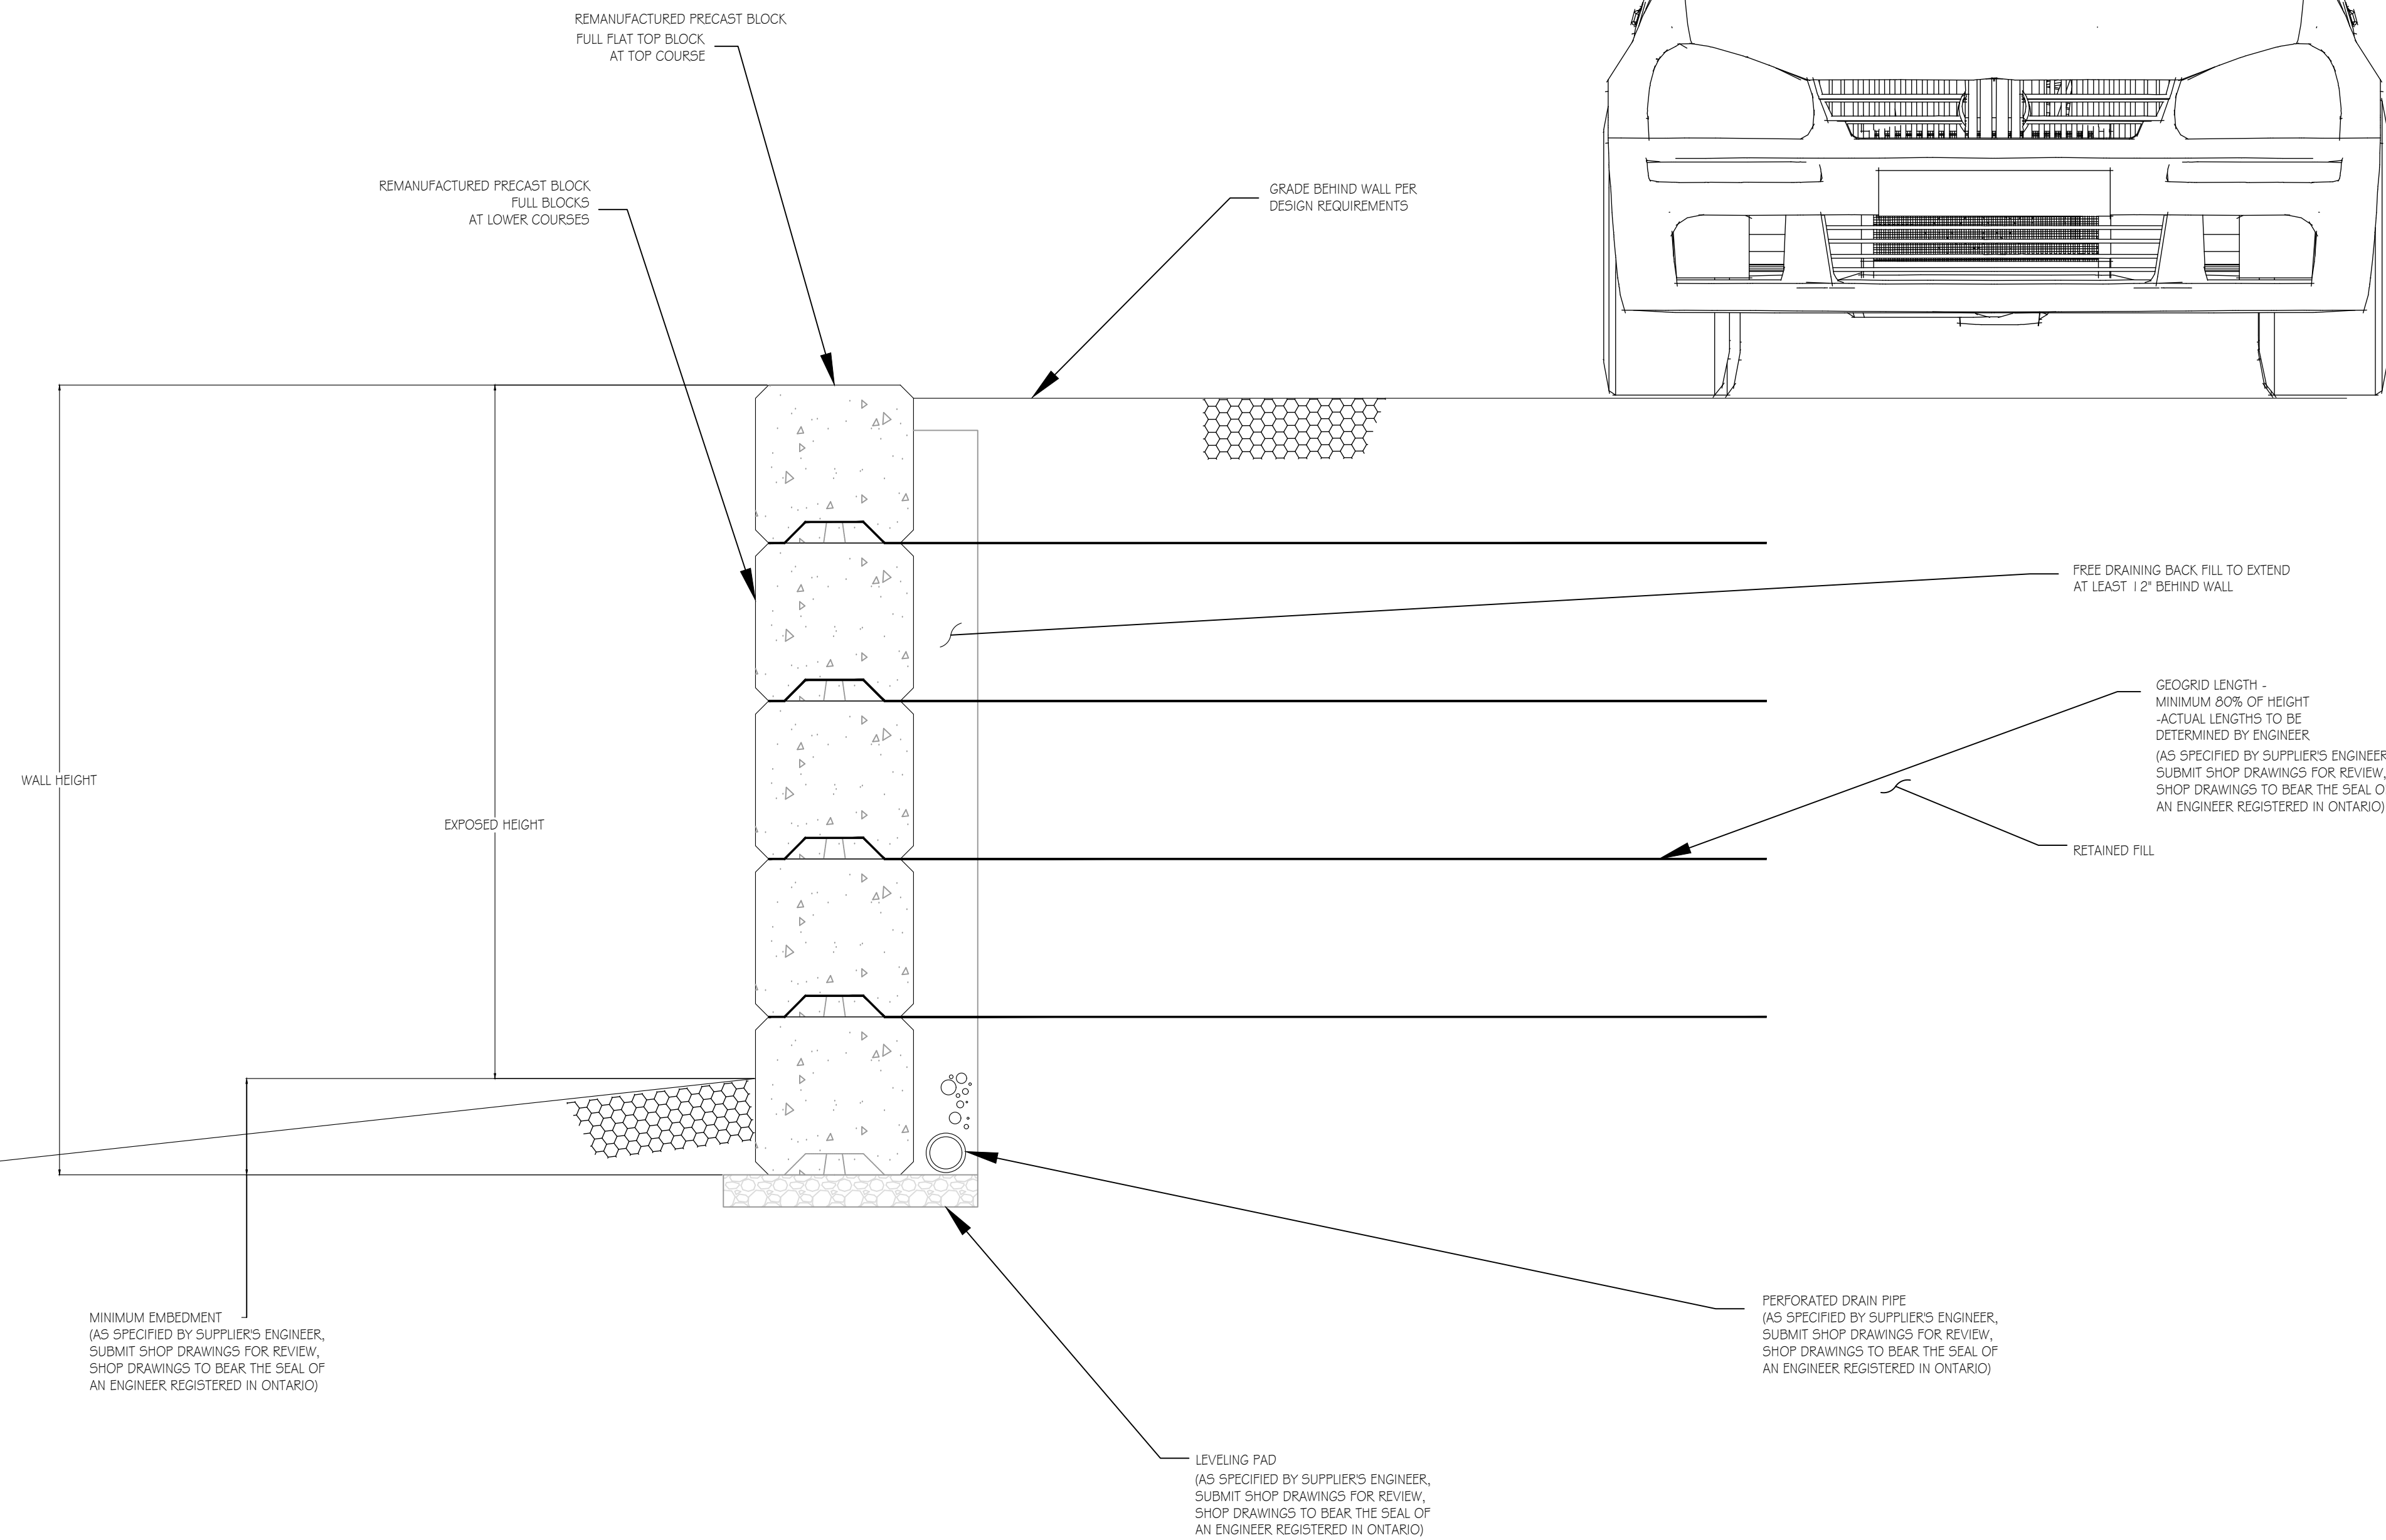 REMANUFACTURED PRECAST BLOCK
FULL FLAT TOP BLOCK
AT TOP COURSE
REMANUFACTURED PRECAST BLOCK
FULL BLOCKS
AT LOWER COURSES
GRADE BEHIND WALL PER
DESIGN REQUIREMENTS
FREE DRAINING BACK FILL TO EXTEND
AT LEAST 12" BEHIND WALL
GEOGRID LENGTH -
MINIMUM 80% OF HEIGHT
-ACTUAL LENGTHS TO BE
DETERMINED BY ENGINEER
(AS SPECIFIED BY SUPPLIER'S ENGINEER
SUBMIT SHOP DRAWINGS FOR REVIEW,
SHOP DRAWINGS TO BEAR THE SEAL O
AN ENGINEER REGISTERED IN ONTARIO)
WALL HEIGHT
EXPOSED HEIGHT
RETAINED FILL
MINIMUM EMBEDMENT
(AS SPECIFIED BY SUPPLIER'S ENGINEER,
SUBMIT SHOP DRAWINGS FOR REVIEW,
SHOP DRAWINGS TO BEAR THE SEAL OF
AN ENGINEER REGISTERED IN ONTARIO)
PERFORATED DRAIN PIPE
(AS SPECIFIED BY SUPPLIER'S ENGINEER,
SUBMIT SHOP DRAWINGS FOR REVIEW,
SHOP DRAWINGS TO BEAR THE SEAL OF
AN ENGINEER REGISTERED IN ONTARIO)
LEVELING PAD
(AS SPECIFIED BY SUPPLIER'S ENGINEER,
SUBMIT SHOP DRAWINGS FOR REVIEW,
SHOP DRAWINGS TO BEAR THE SEAL OF
AN ENGINEER REGISTERED IN ONTARIO)